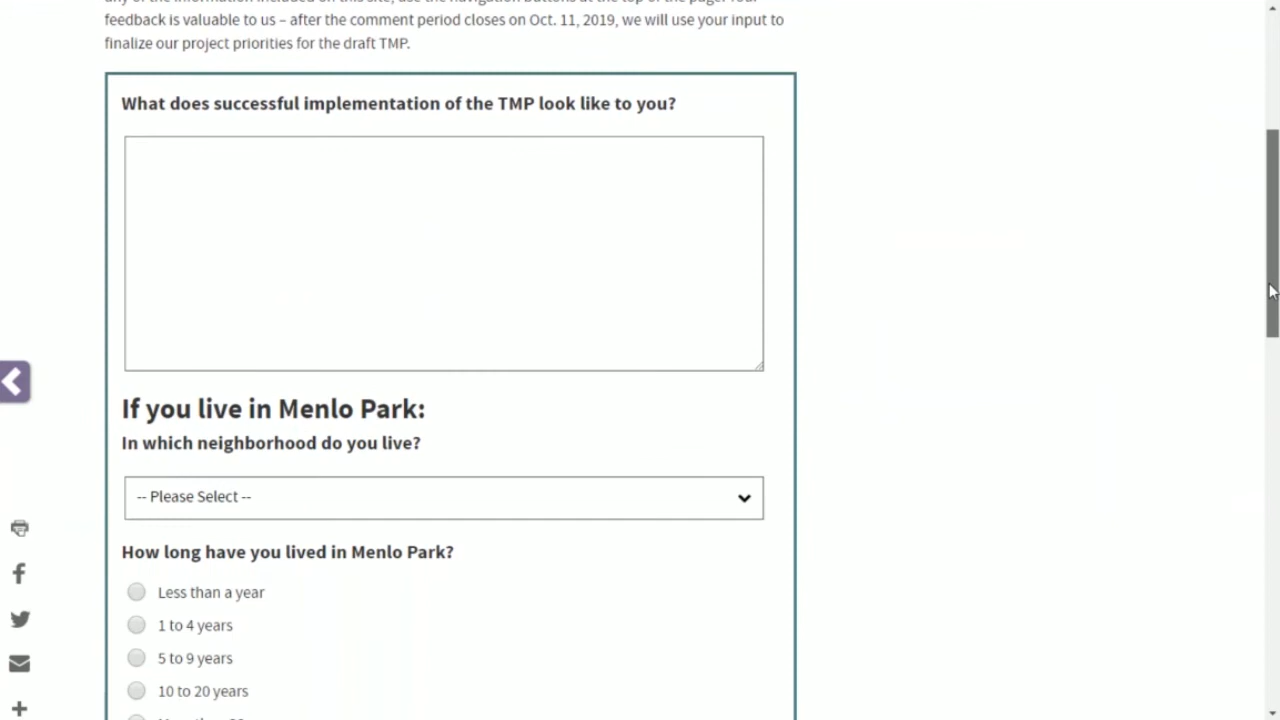 feedback is valuable to us – after the comment period closes on Oct. 11, 2019, we will use your input to
finalize our project priorities for the draft TMP.
What does successful implementation of the TMP look like to you?
If you live in Menlo Park:
In which neighborhood do you live?
-- Please Select --
How long have you lived in Menlo Park?
Less than a year
1 to 4 years
5 to 9 years
10 to 20 years